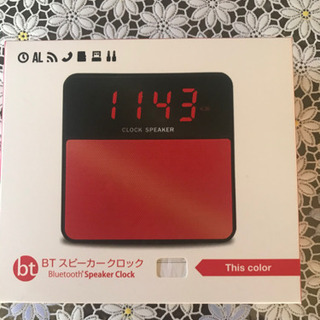 AL
1143
CLOCK SPEAKER
bt
BT スピーカークロック
Bluetooth® Speaker Clock
This color